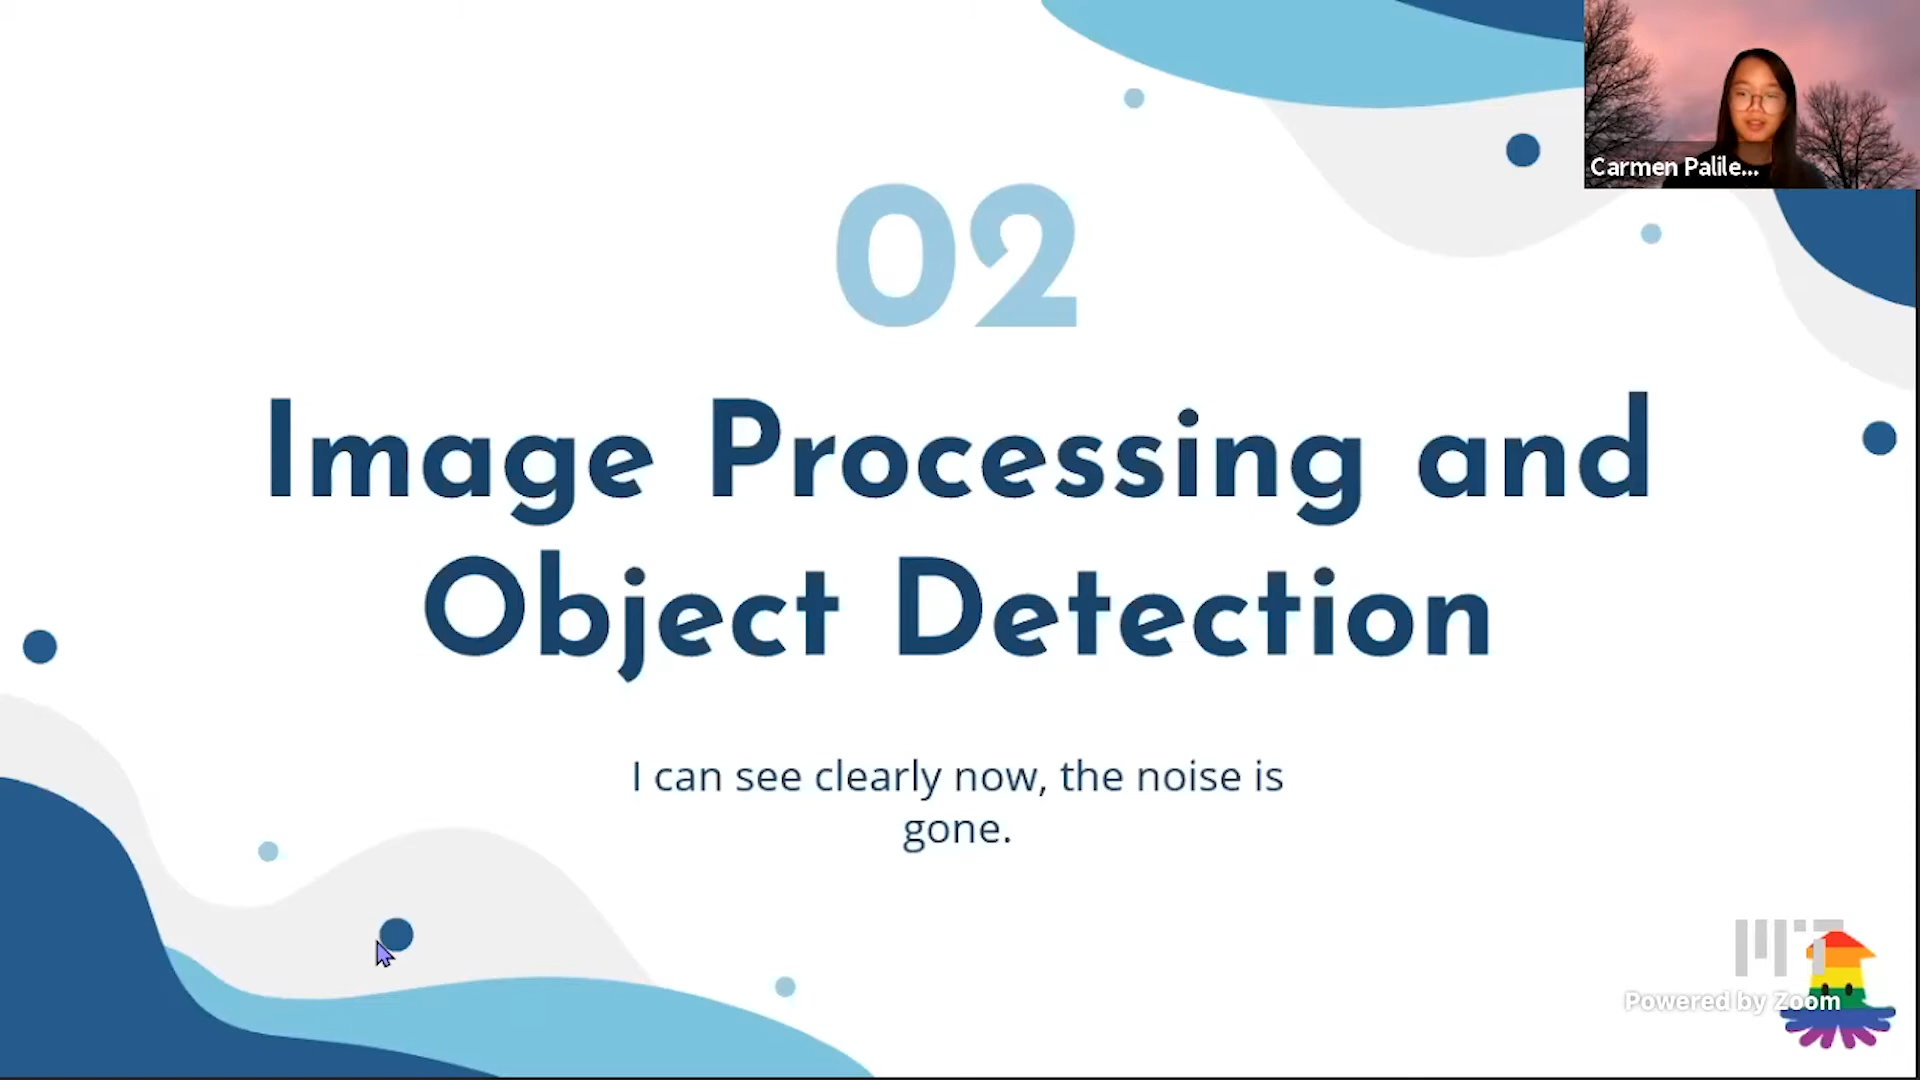 Carmen Palile...
02
Image Processing and
Object Detection
I can see clearly now, the noise is
gone.
MIT
Powered by Zoom